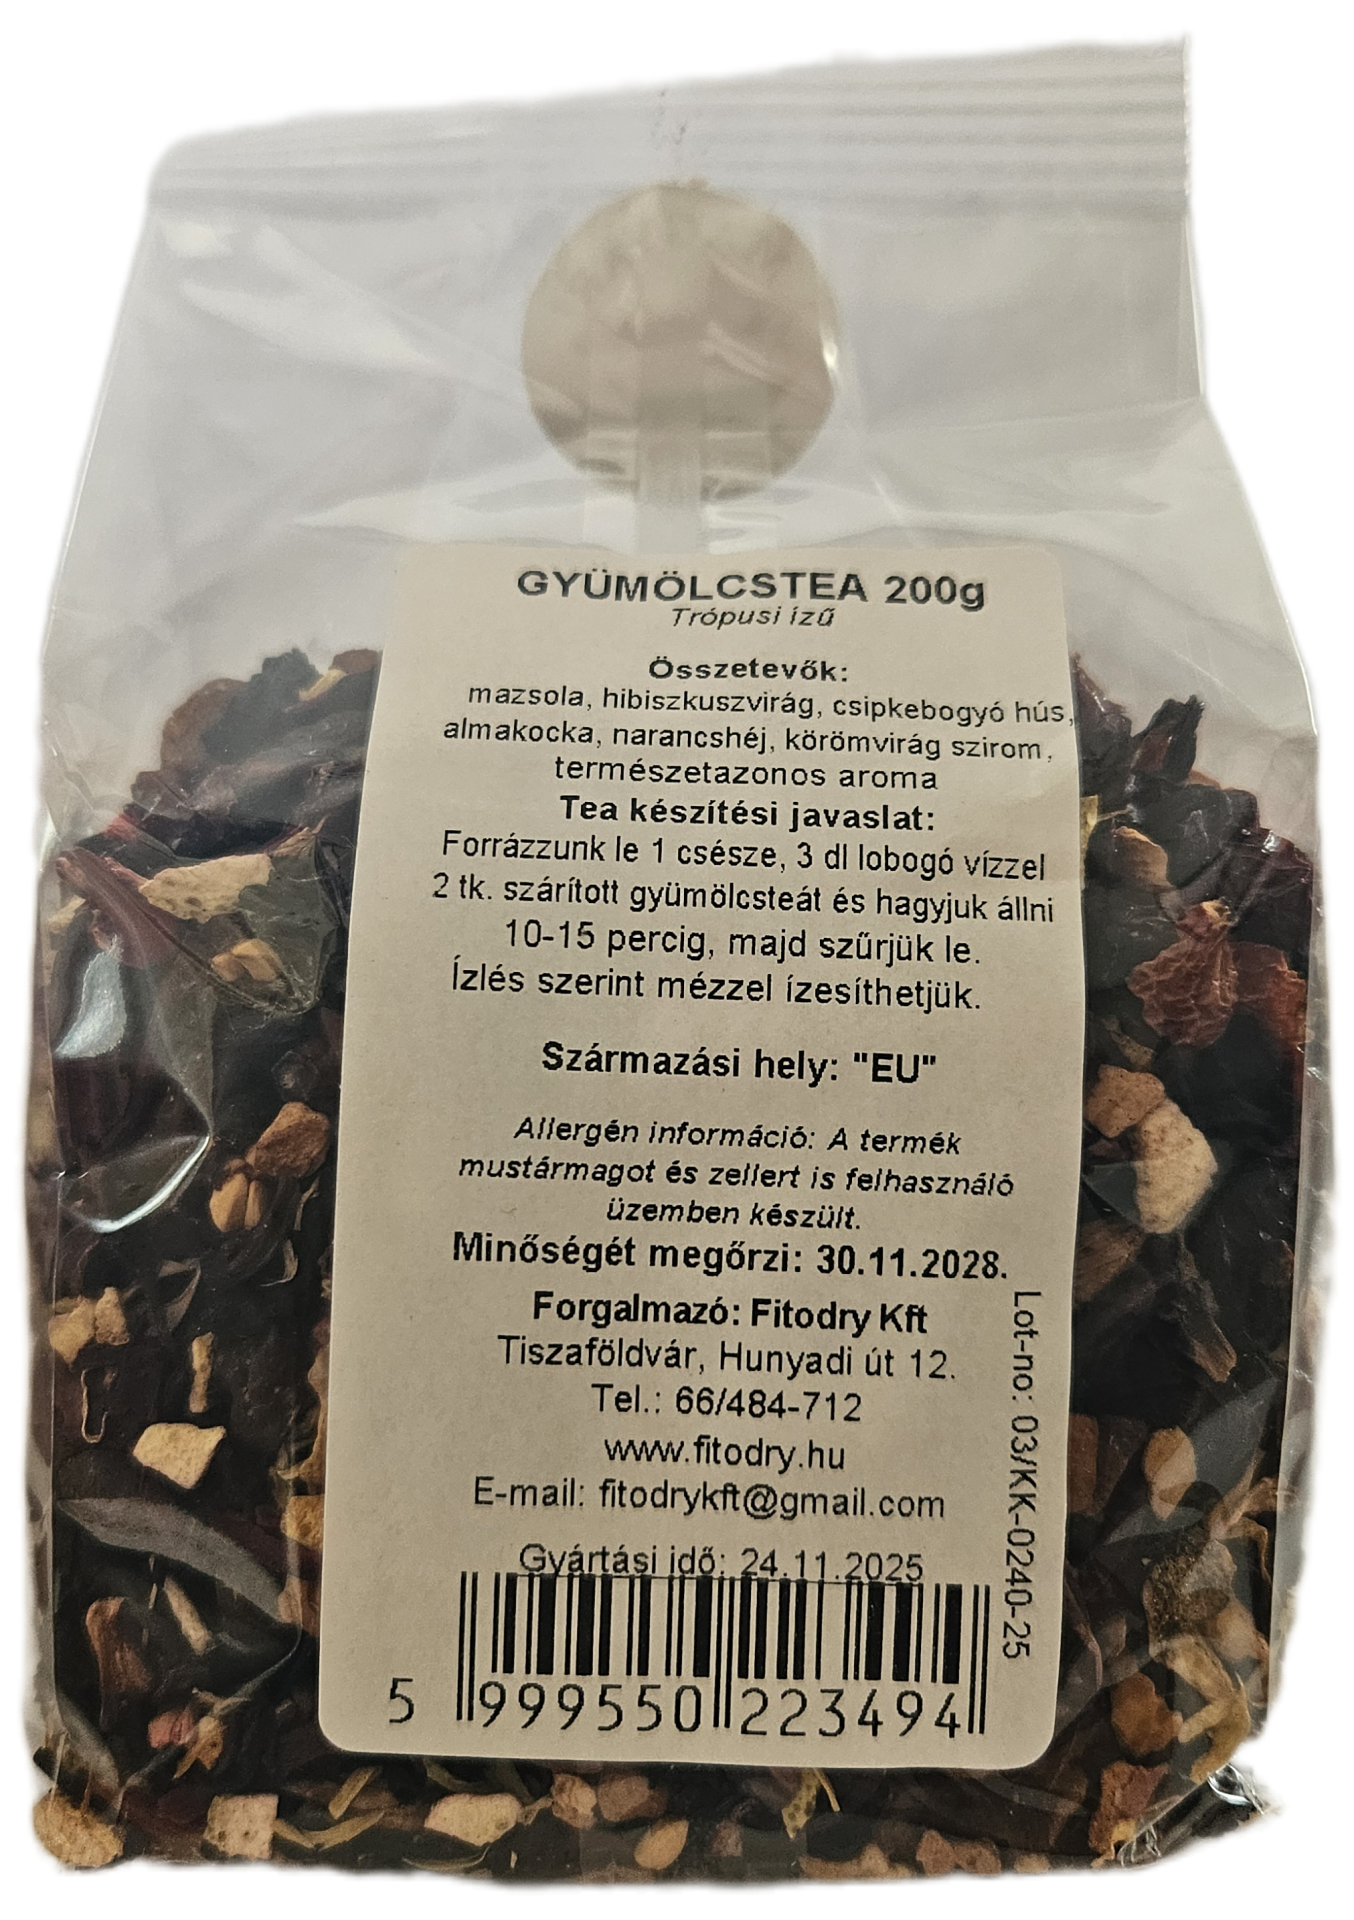 GYÜMÖLCSTEA 200g
Trópusi ízű
Összetevők:
mazsola, hibiszkuszvirág, csipkebogyó hús,
almakocka, narancshéj, körömvirág szirom,
természetazonos aroma
Tea készítési javaslat:
Forrázzunk le 1 csésze, 3 dl lobogó vízzel
2 tk. szárított gyümölcsteát és hagyjuk állni
10-15 percig, majd szűrjük le.
Ízlés szerint mézzel ízesíthetjük.
Származási hely: "EU"
Allergén információ: A termék
mustármagot és zellert is felhasználó
üzemben készült.
Minőségét megőrzi: 30.11.2028.
Forgalmazó: Fitodry Kft
Tiszaföldvár, Hunyadi út 12.
Tel.: 66/484-712
www.fitodry.hu
E-mail: fitodrykft@gmail.com
Gyártási idő: 24.11.2025
Lot-no: 03/KK-0240-25
5 999550 223494